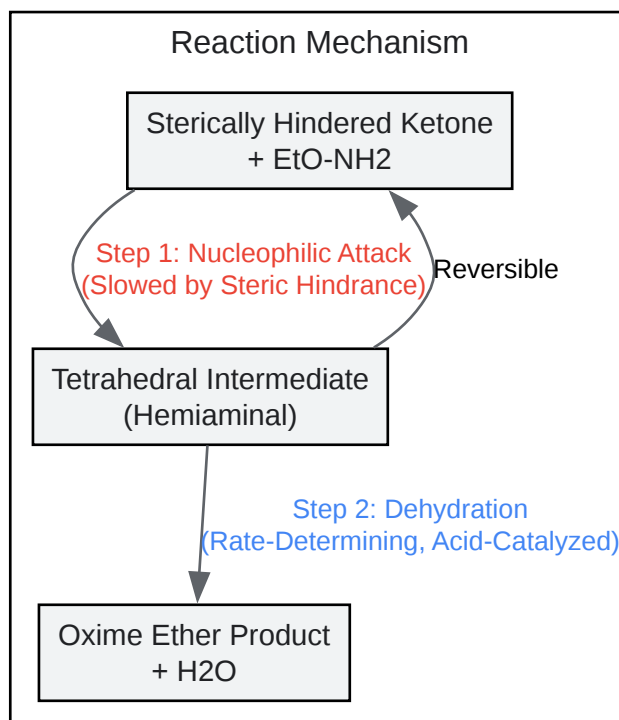 Reaction Mechanism
Sterically Hindered Ketone
+ EtO-NH2
Step 1: Nucleophilic Attack
(Slowed by Steric Hindrance)
Reversible
Tetrahedral Intermediate
(Hemiaminal)
Step 2: Dehydration
(Rate-Determining, Acid-Catalyzed)
Oxime Ether Product
+ H2O